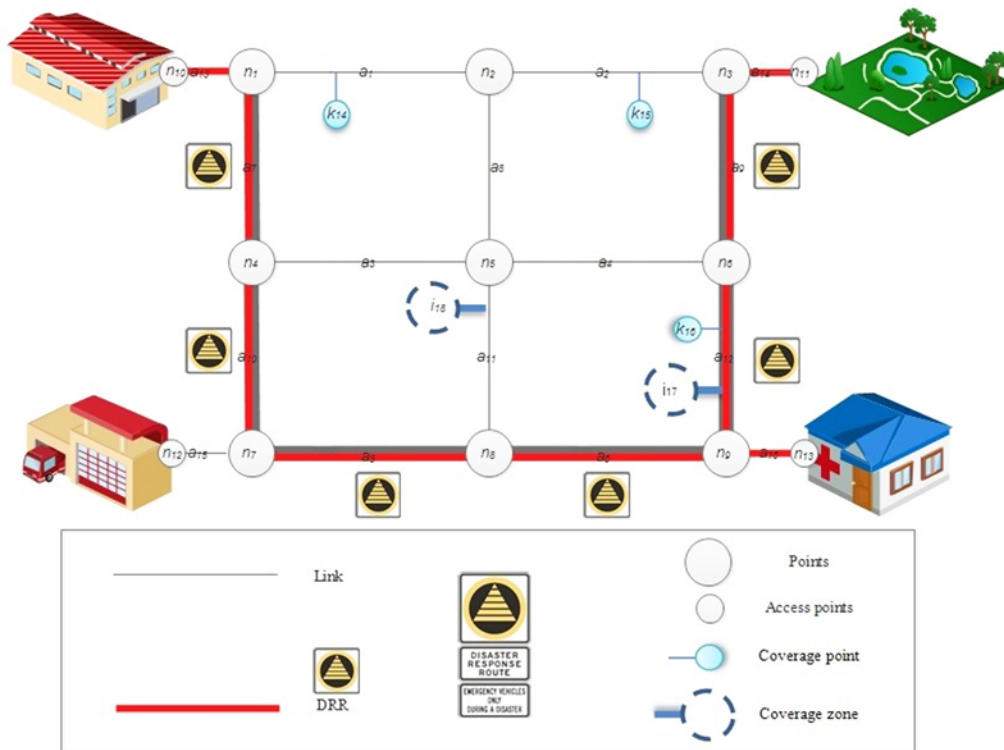 n10 a13 n1 a1 n2 a2 n3 a14 n11
k14 k15
a7 a8 a9
n4 a3 n5 a4 n6
i18
k16
a10 a11 a12
i17
n12 a15 n7 a5 n8 a6 n9 a16 n13
Link
DRR
DISASTER
RESPONSE
ROUTE
EMERGENCY VEHICLES
ONLY
DURING A DISASTER
Points
Access points
Coverage point
Coverage zone